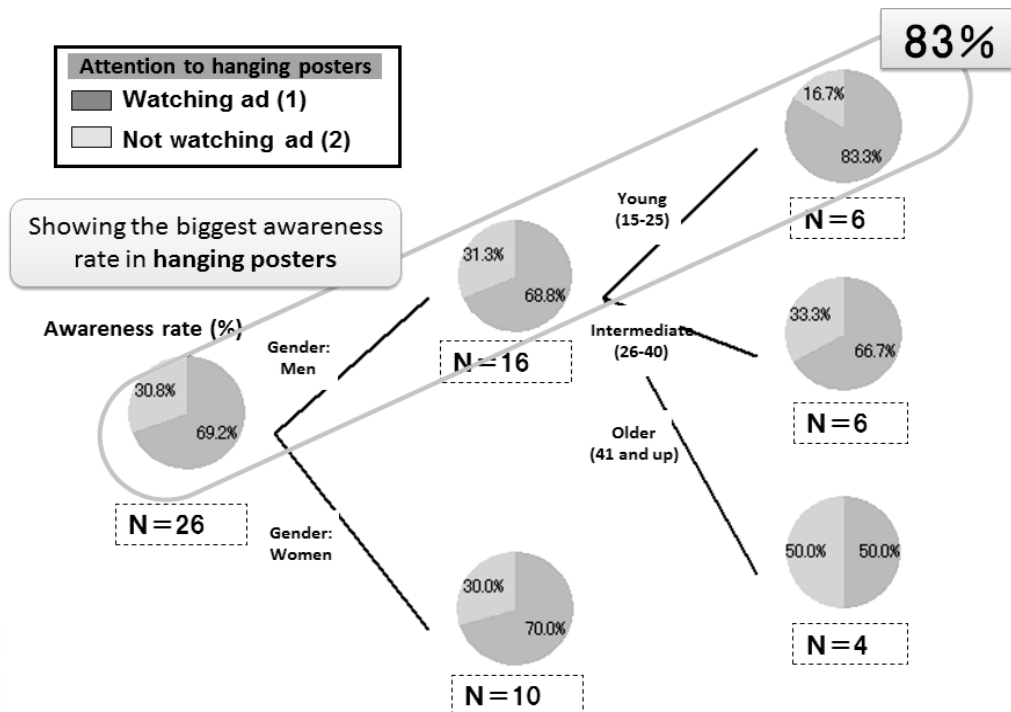 83%
Attention to hanging posters
Watching ad (1)
Not watching ad (2)
16.7%
83.3%
N=6
Young
(15-25)
Showing the biggest awareness
rate in hanging posters
31.3%
68.8%
N=16
Awareness rate (%)
Gender:
Men
30.8%
69.2%
N=26
Intermediate
(26-40)
33.3%
66.7%
N=6
Older
(41 and up)
Gender:
Women
30.0%
70.0%
N=10
50.0%
50.0%
N=4